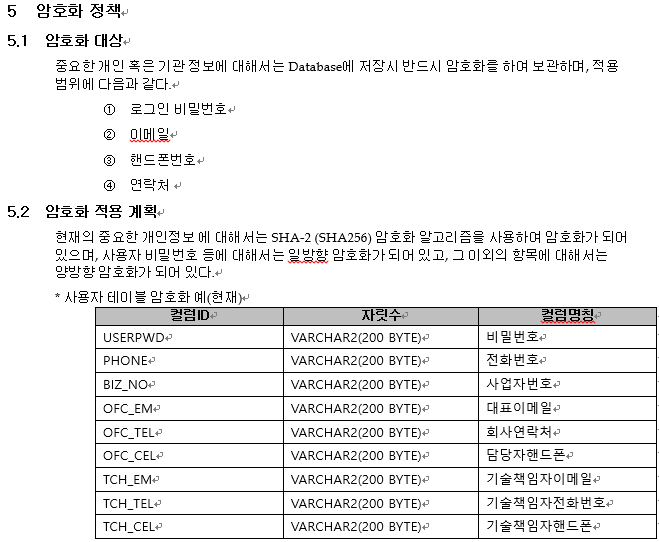 5 암호화 정책
5.1 암호화 대상
중요한 개인 혹은 기관 정보에 대해서는 Database에 저장시 반드시 암호화를 하여 보관하며, 적용
범위에 다음과 같다.
① 로그인 비밀번호
② 이메일
③ 핸드폰번호
④ 연락처
5.2 암호화 적용 계획
현재의 중요한 개인정보 에 대해서는 SHA-2 (SHA256) 암호화 알고리즘을 사용하여 암호화가 되어
있으며, 사용자 비밀번호 등에 대해서는 일방향 암호화가 되어 있고, 그 이외의 항목에 대해서는
양방향 암호화가 되어 있다.
* 사용자 테이블 암호화 예(현재)
컬럼ID 자릿수 컬럼명칭
USERPWD VARCHAR2(200 BYTE) 비밀번호
PHONE VARCHAR2(200 BYTE) 전화번호
BIZ_NO VARCHAR2(200 BYTE) 사업자번호
OFC_EM VARCHAR2(200 BYTE) 대표이메일
OFC_TEL VARCHAR2(200 BYTE) 회사연락처
OFC_CEL VARCHAR2(200 BYTE) 담당자핸드폰
TCH_EM VARCHAR2(200 BYTE) 기술책임자이메일
TCH_TEL VARCHAR2(200 BYTE) 기술책임자전화번호
TCH_CEL VARCHAR2(200 BYTE) 기술책임자핸드폰